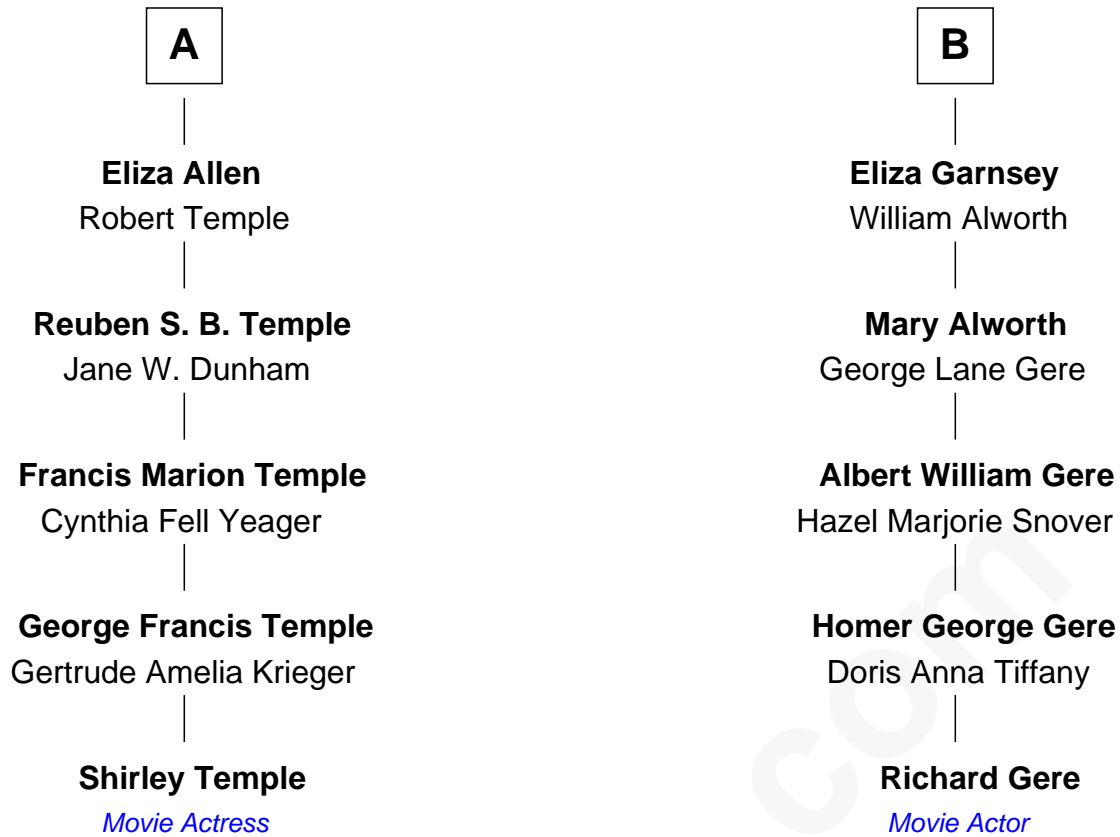 A
Eliza Allen
Robert Temple
Reuben S. B. Temple
Jane W. Dunham
Francis Marion Temple
Cynthia Fell Yeager
George Francis Temple
Gertrude Amelia Krieger
Shirley Temple
Movie Actress
B
Eliza Garnsey
William Alworth
Mary Alworth
George Lane Gere
Albert William Gere
Hazel Marjorie Snover
Homer George Gere
Doris Anna Tiffany
Richard Gere
Movie Actor
com